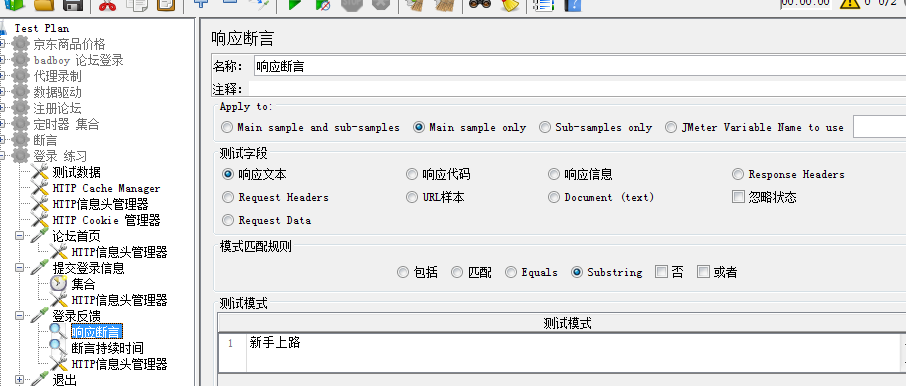 00:00:00 0 0/2
Test Plan
京东商品价格
badboy 论坛登录
代理录制
数据驱动
注册论坛
定时器 集合
断言
登录 练习
测试数据
HTTP Cache Manager
HTTP信息头管理器
HTTP Cookie 管理器
论坛首页
HTTP信息头管理器
提交登录信息
集合
HTTP信息头管理器
登录反馈
响应断言
断言持续时间
HTTP信息头管理器
退出
响应断言
名称： 响应断言
注释：
Apply to:
Main sample and sub-samples Main sample only Sub-samples only JMeter Variable Name to use
测试字段
响应文本 响应代码 响应信息 Response Headers
Request Headers URL样本 Document (text) 忽略状态
Request Data
模式匹配规则
包括 匹配 Equals Substring 否 或者
测试模式
测试模式
1 新手上路